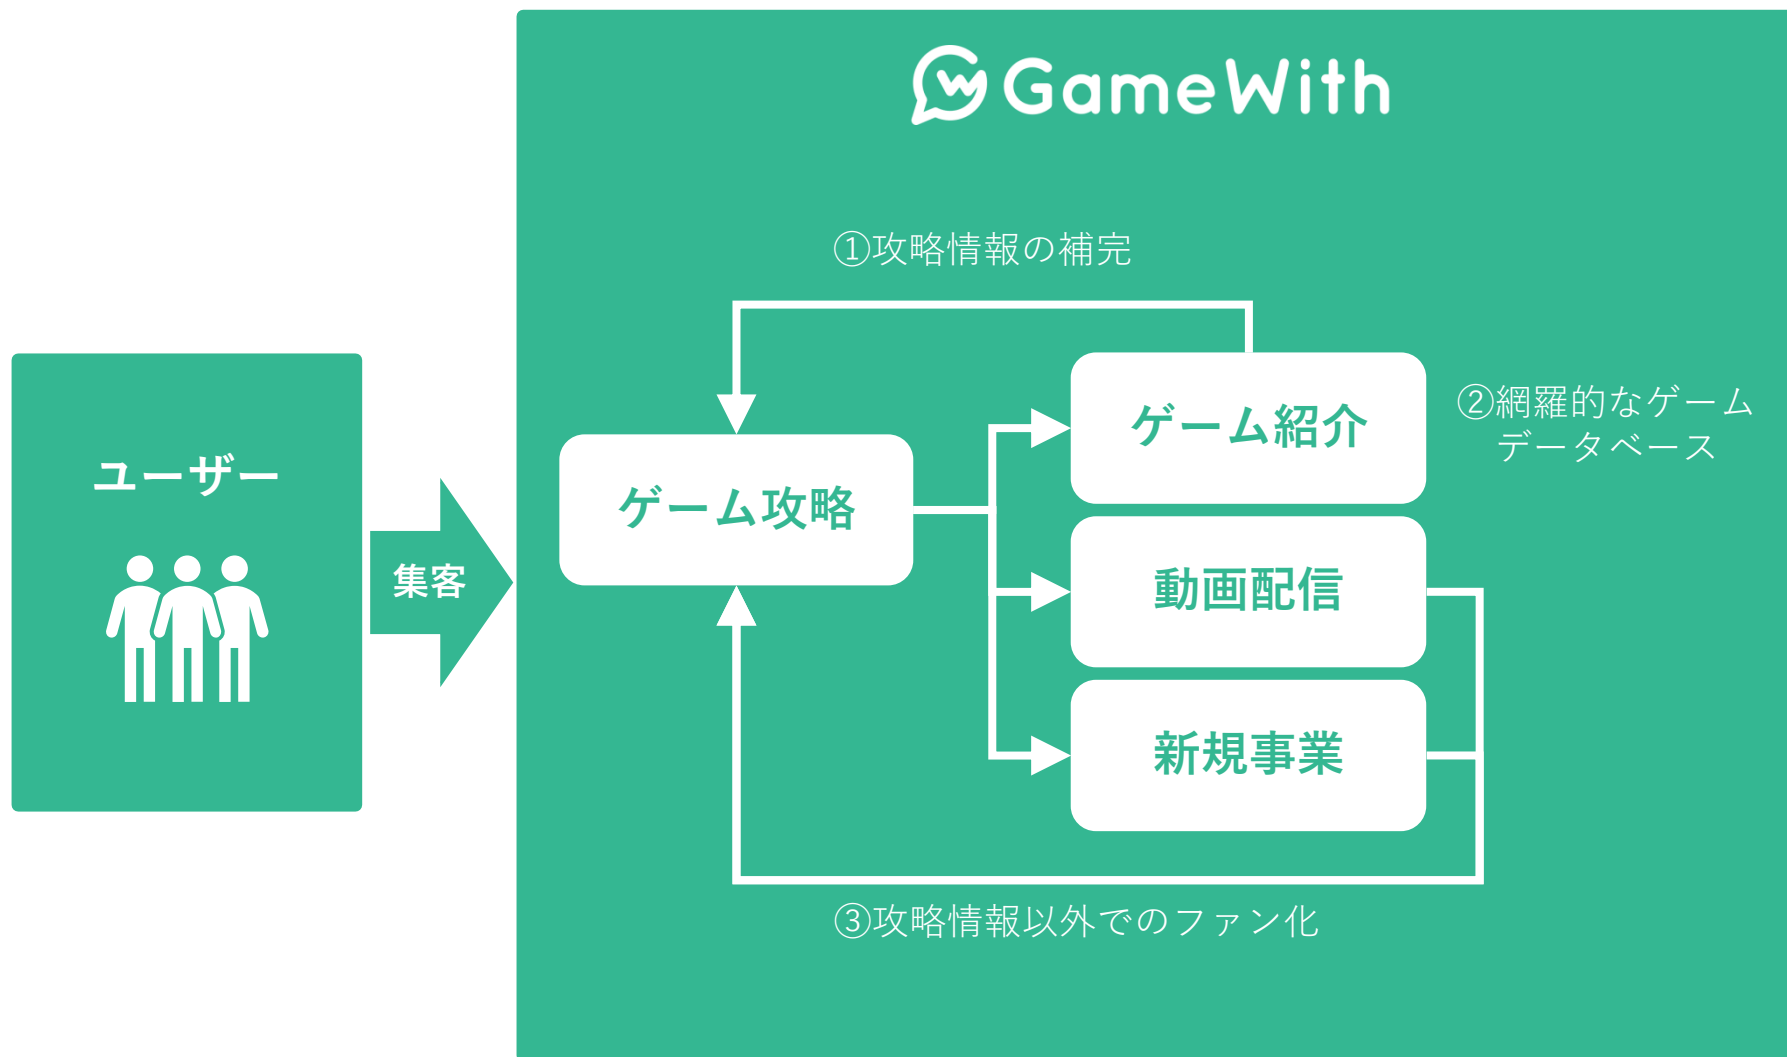 GameWith
①攻略情報の補完
ユーザー
集客
ゲーム攻略
ゲーム紹介
②網羅的なゲーム
データベース
動画配信
新規事業
③攻略情報以外でのファン化